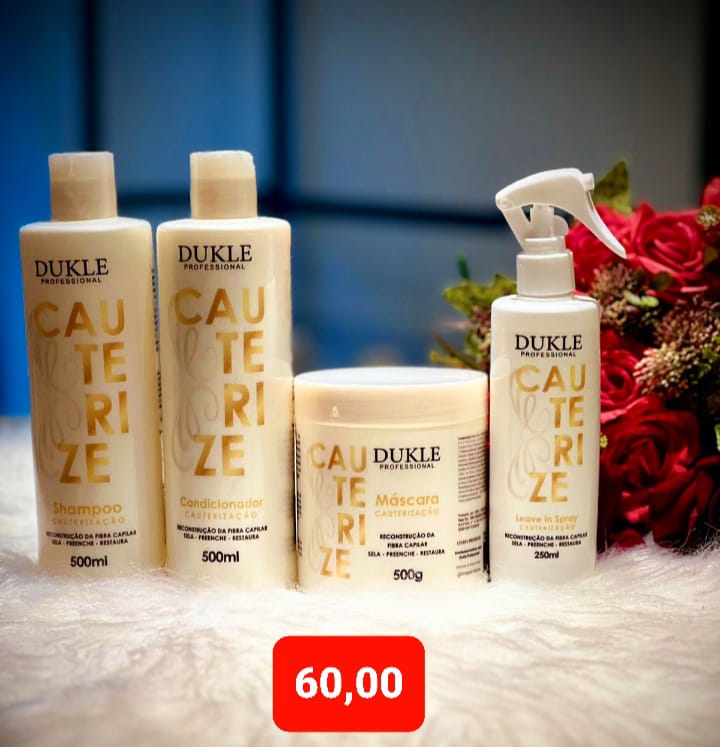 DUKLE
PROFESSIONAL
CAU
TE
RI
ZE
Shampoo
CAUTERIZAÇÃO
RECONSTRUÇÃO DA FIBRA CAPILAR
SELA - PREENCHE - RESTAURA
500ml
DUKLE
PROFESSIONAL
CAU
TE
RI
ZE
Condicionador
CAUTERIZAÇÃO
RECONSTRUÇÃO DA FIBRA CAPILAR
SELA - PREENCHE - RESTAURA
500ml
CAU
TE
RI
ZE
DUKLE
PROFESSIONAL
Máscara
CAUTERIZAÇÃO
RECONSTRUÇÃO DA
FIBRA CAPILAR
SELA - PREENCHE - RESTAURA
500g
DUKLE
PROFESSIONAL
CAU
TE
RI
ZE
Leave in Spray
CAUTERIZAÇÃO
RECONSTRUÇÃO DA FIBRA CAPILAR
SELA - PREENCHE - RESTAURA
250ml
60,00